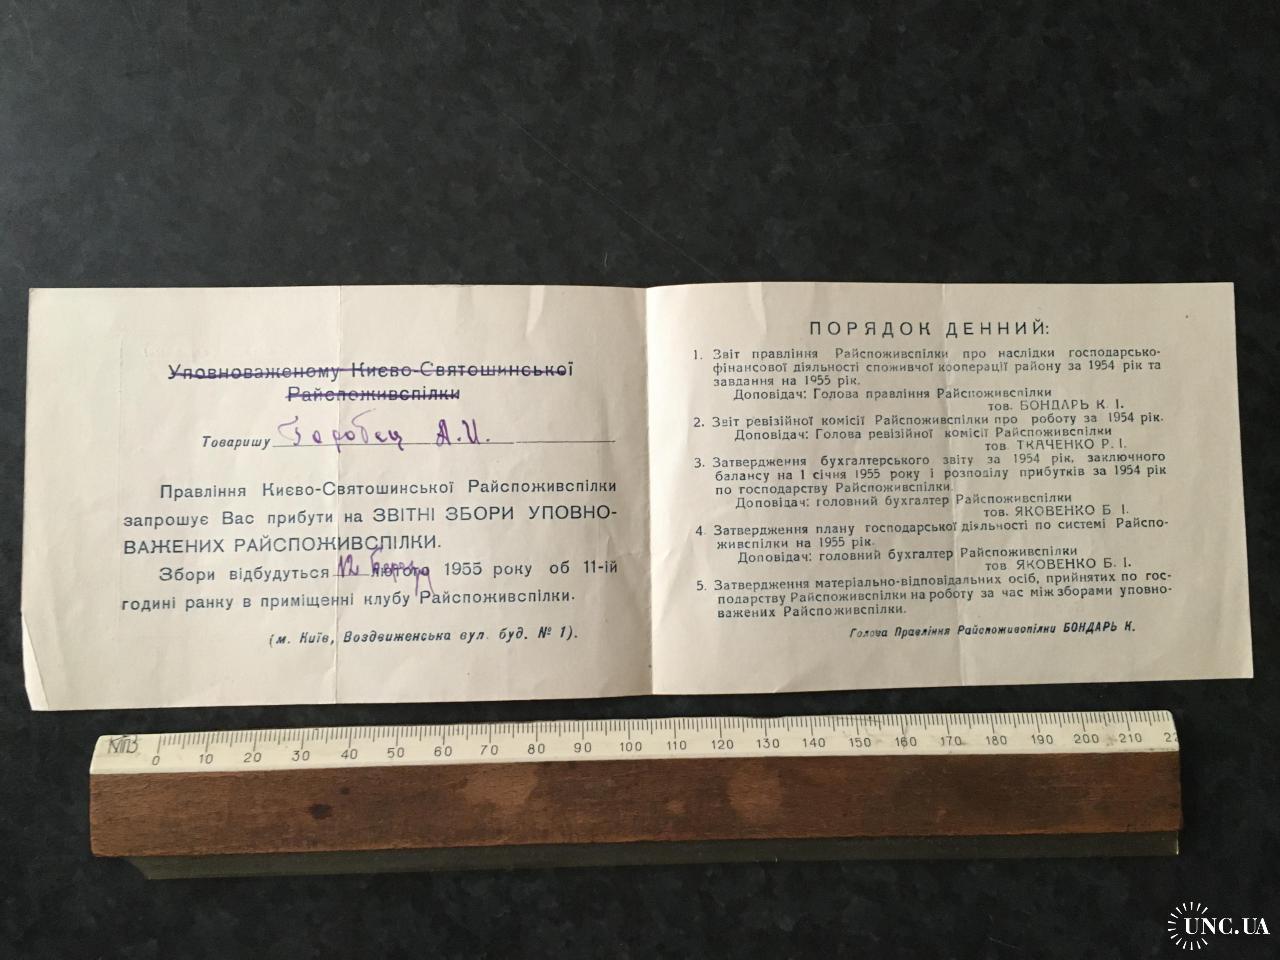 Уповноваженому Києво-Святошинської
Райспоживспілки
Товаришу Горобец А.И.
Правління Києво-Святошинської Райспоживспілки
запрошує Вас прибути на ЗВІТНІ ЗБОРИ УПОВНО-
ВАЖЕНИХ РАЙСПОЖИВСПІЛКИ.
Збори відбудуться 12 березня лютого 1955 року об 11-ій
годині ранку в приміщенні клубу Райспоживспілки.
(м. Київ, Воздвиженська вул. буд. № 1).
ПОРЯДОК ДЕННИЙ:
1. Звіт правління Райспоживспілки про наслідки господарсько-
фінансової діяльності споживчої кооперації району за 1954 рік та
завдання на 1955 рік.
Доповідач: Голова правління Райспоживспілки
тов. БОНДАРЬ К. І.
2. Звіт ревізійної комісії Райспоживспілки про роботу за 1954 рік.
Доповідач: Голова ревізійної комісії Райспоживспілки
тов. ТКАЧЕНКО Р. І.
3. Затвердження бухгалтерського звіту за 1954 рік, заключного
балансу на 1 січня 1955 року і розподілу прибутків за 1954 рік
по господарству Райспоживспілки.
Доповідач: головний бухгалтер Райспоживспілки
тов. ЯКОВЕНКО Б. І.
4. Затвердження плану господарської діяльності по системі Райспо-
живспілки на 1955 рік.
Доповідач: головний бухгалтер Райспоживспілки
тов ЯКОВЕНКО Б. І.
5. Затвердження матеріально-відповідальних осіб, прийнятих по гос-
подарству Райспоживспілки на роботу за час між зборами уповно-
важених Райспоживспілки.
Голова Правління Райспоживспілки БОНДАРЬ К.
МПЗ
0 10 20 30 40 50 60 70 80 90 100 110 120 130 140 150 160 170 180 190 200 210 22
UNC.UA